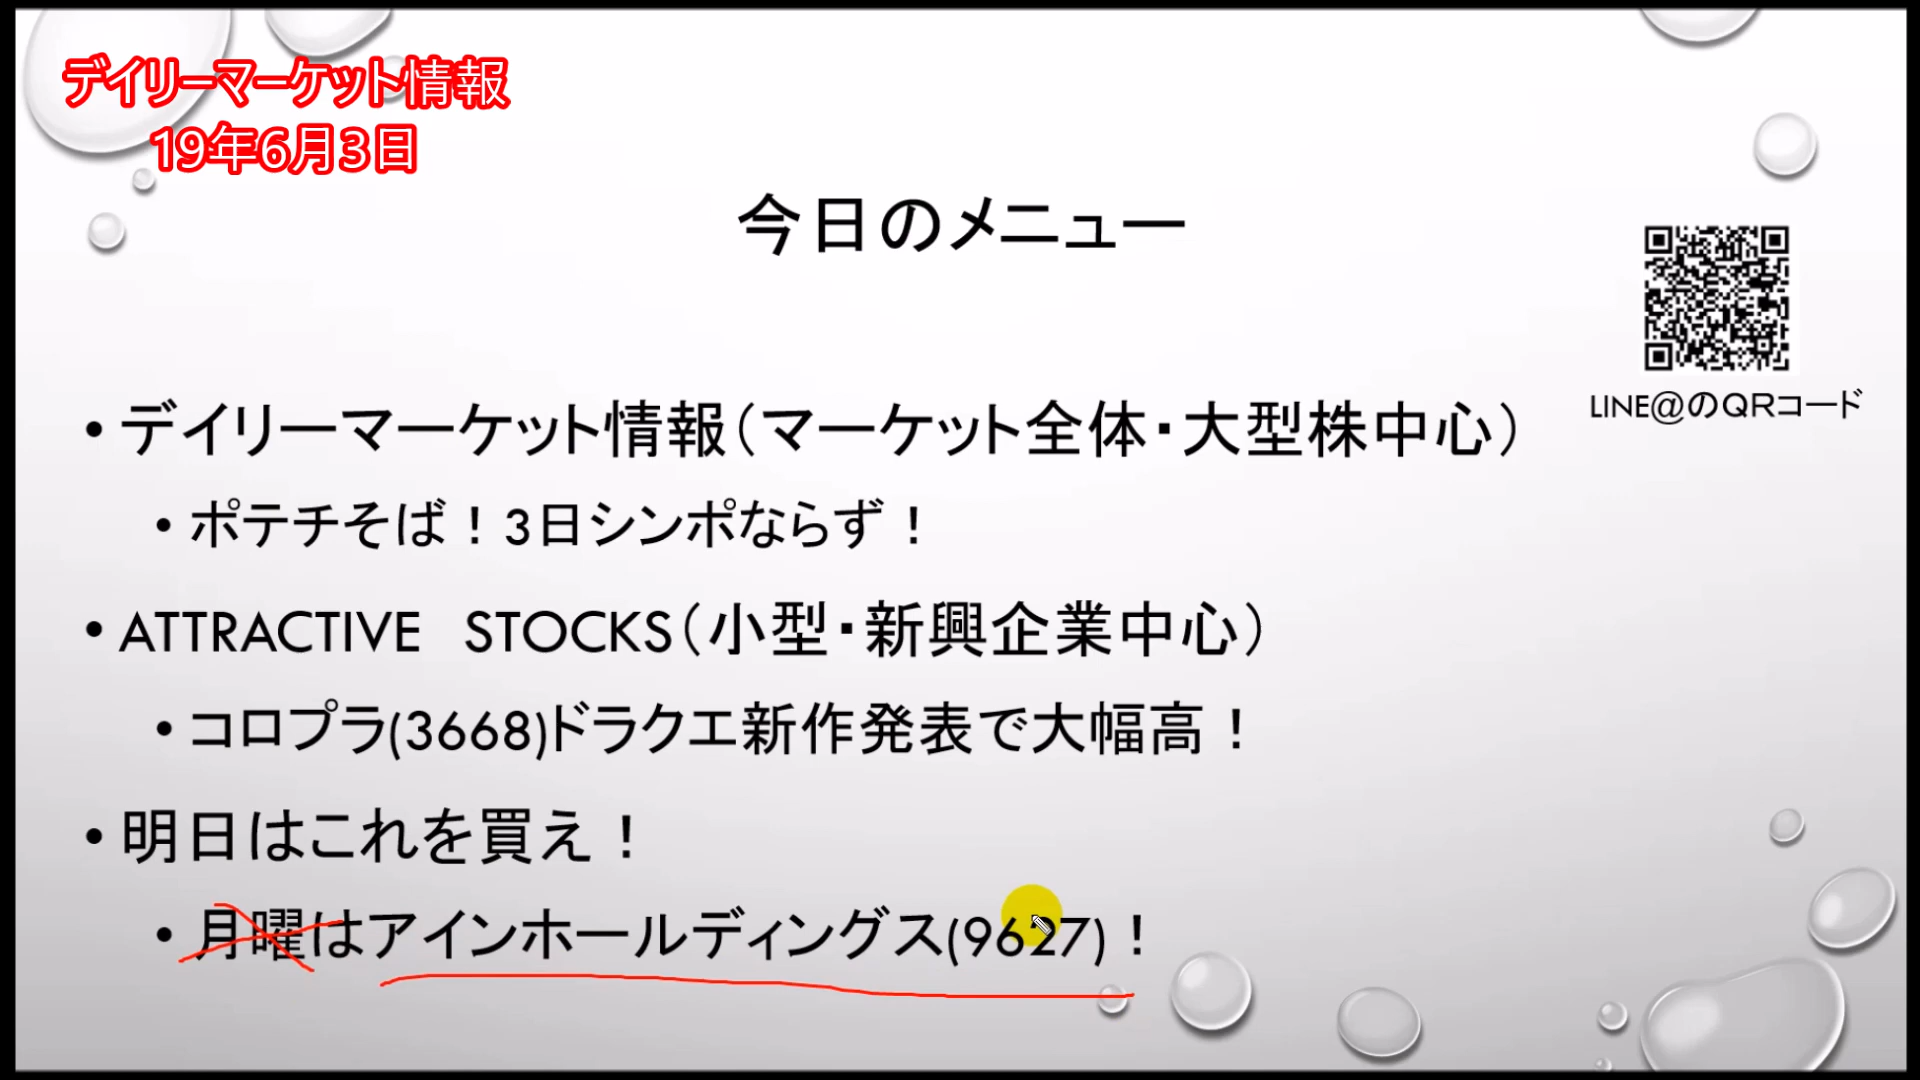 デイリーマーケット情報
19年6月3日
今日のメニュー
LINE@のQRコード
• デイリーマーケット情報（マーケット全体・大型株中心）
• ポテチそば！3日シンポならず！
• ATTRACTIVE STOCKS（小型・新興企業中心）
• コロプラ(3668)ドラクエ新作発表で大幅高！
• 明日はこれを買え！
• 月曜はアインホールディングス(9627)！